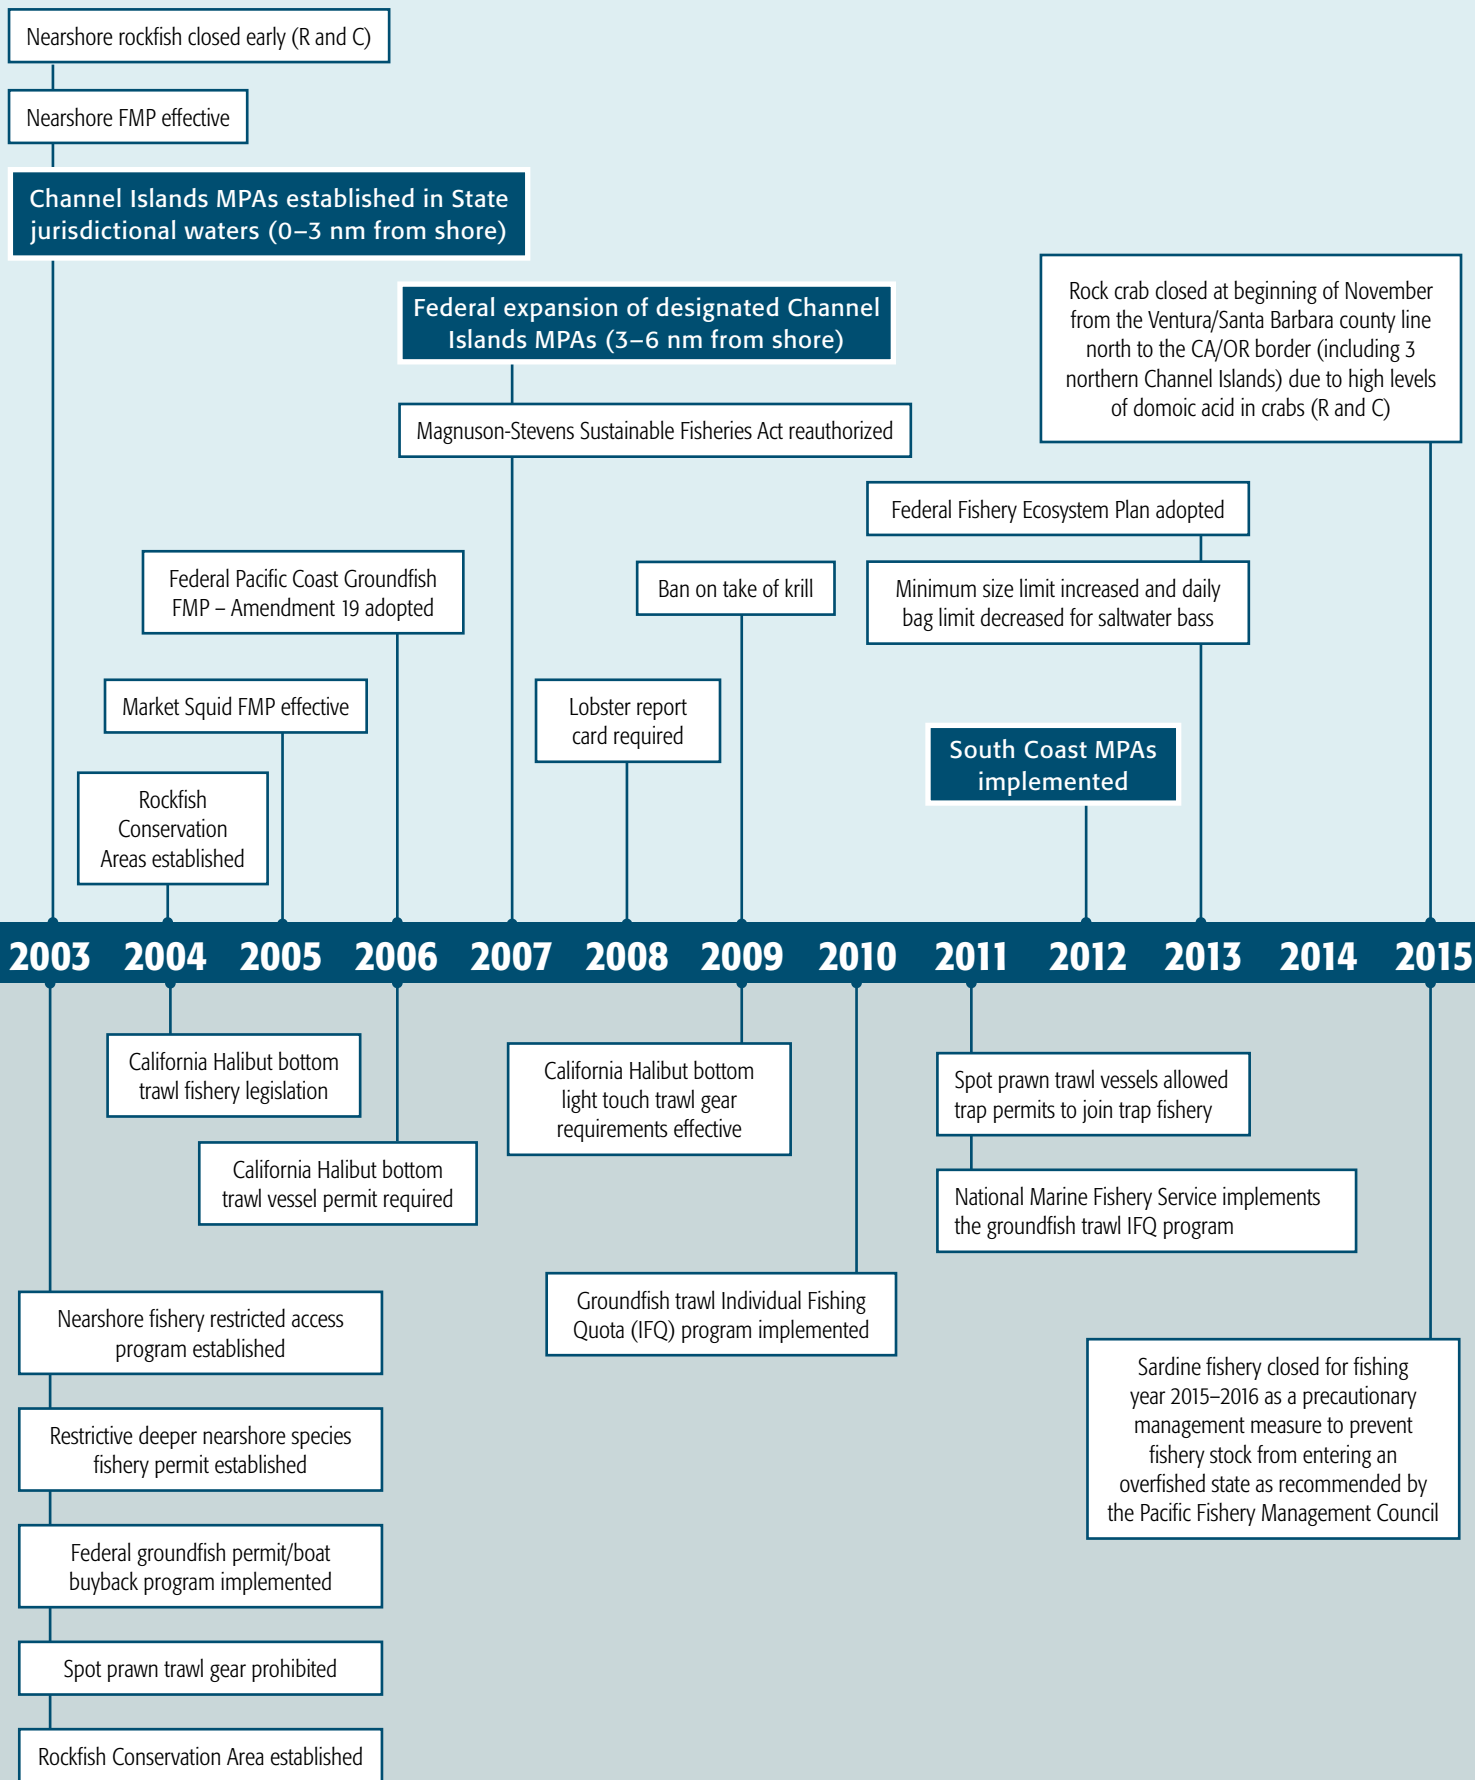 Nearshore rockfish closed early (R and C)
Nearshore FMP effective
Channel Islands MPAs established in State
jurisdictional waters (0–3 nm from shore)
Federal expansion of designated Channel
Islands MPAs (3–6 nm from shore)
Magnuson-Stevens Sustainable Fisheries Act reauthorized
Rock crab closed at beginning of November
from the Ventura/Santa Barbara county line
north to the CA/OR border (including 3
northern Channel Islands) due to high levels
of domoic acid in crabs (R and C)
Federal Fishery Ecosystem Plan adopted
Minimum size limit increased and daily
bag limit decreased for saltwater bass
Federal Pacific Coast Groundfish
FMP – Amendment 19 adopted
Ban on take of krill
Market Squid FMP effective
Lobster report
card required
South Coast MPAs
implemented
Rockfish
Conservation
Areas established
2003 2004 2005 2006 2007 2008 2009 2010 2011 2012 2013 2014 2015
California Halibut bottom
trawl fishery legislation
California Halibut bottom
trawl vessel permit required
California Halibut bottom
light touch trawl gear
requirements effective
Spot prawn trawl vessels allowed
trap permits to join trap fishery
National Marine Fishery Service implements
the groundfish trawl IFQ program
Groundfish trawl Individual Fishing
Quota (IFQ) program implemented
Nearshore fishery restricted access
program established
Restrictive deeper nearshore species
fishery permit established
Federal groundfish permit/boat
buyback program implemented
Spot prawn trawl gear prohibited
Rockfish Conservation Area established
Sardine fishery closed for fishing
year 2015–2016 as a precautionary
management measure to prevent
fishery stock from entering an
overfished state as recommended by
the Pacific Fishery Management Council